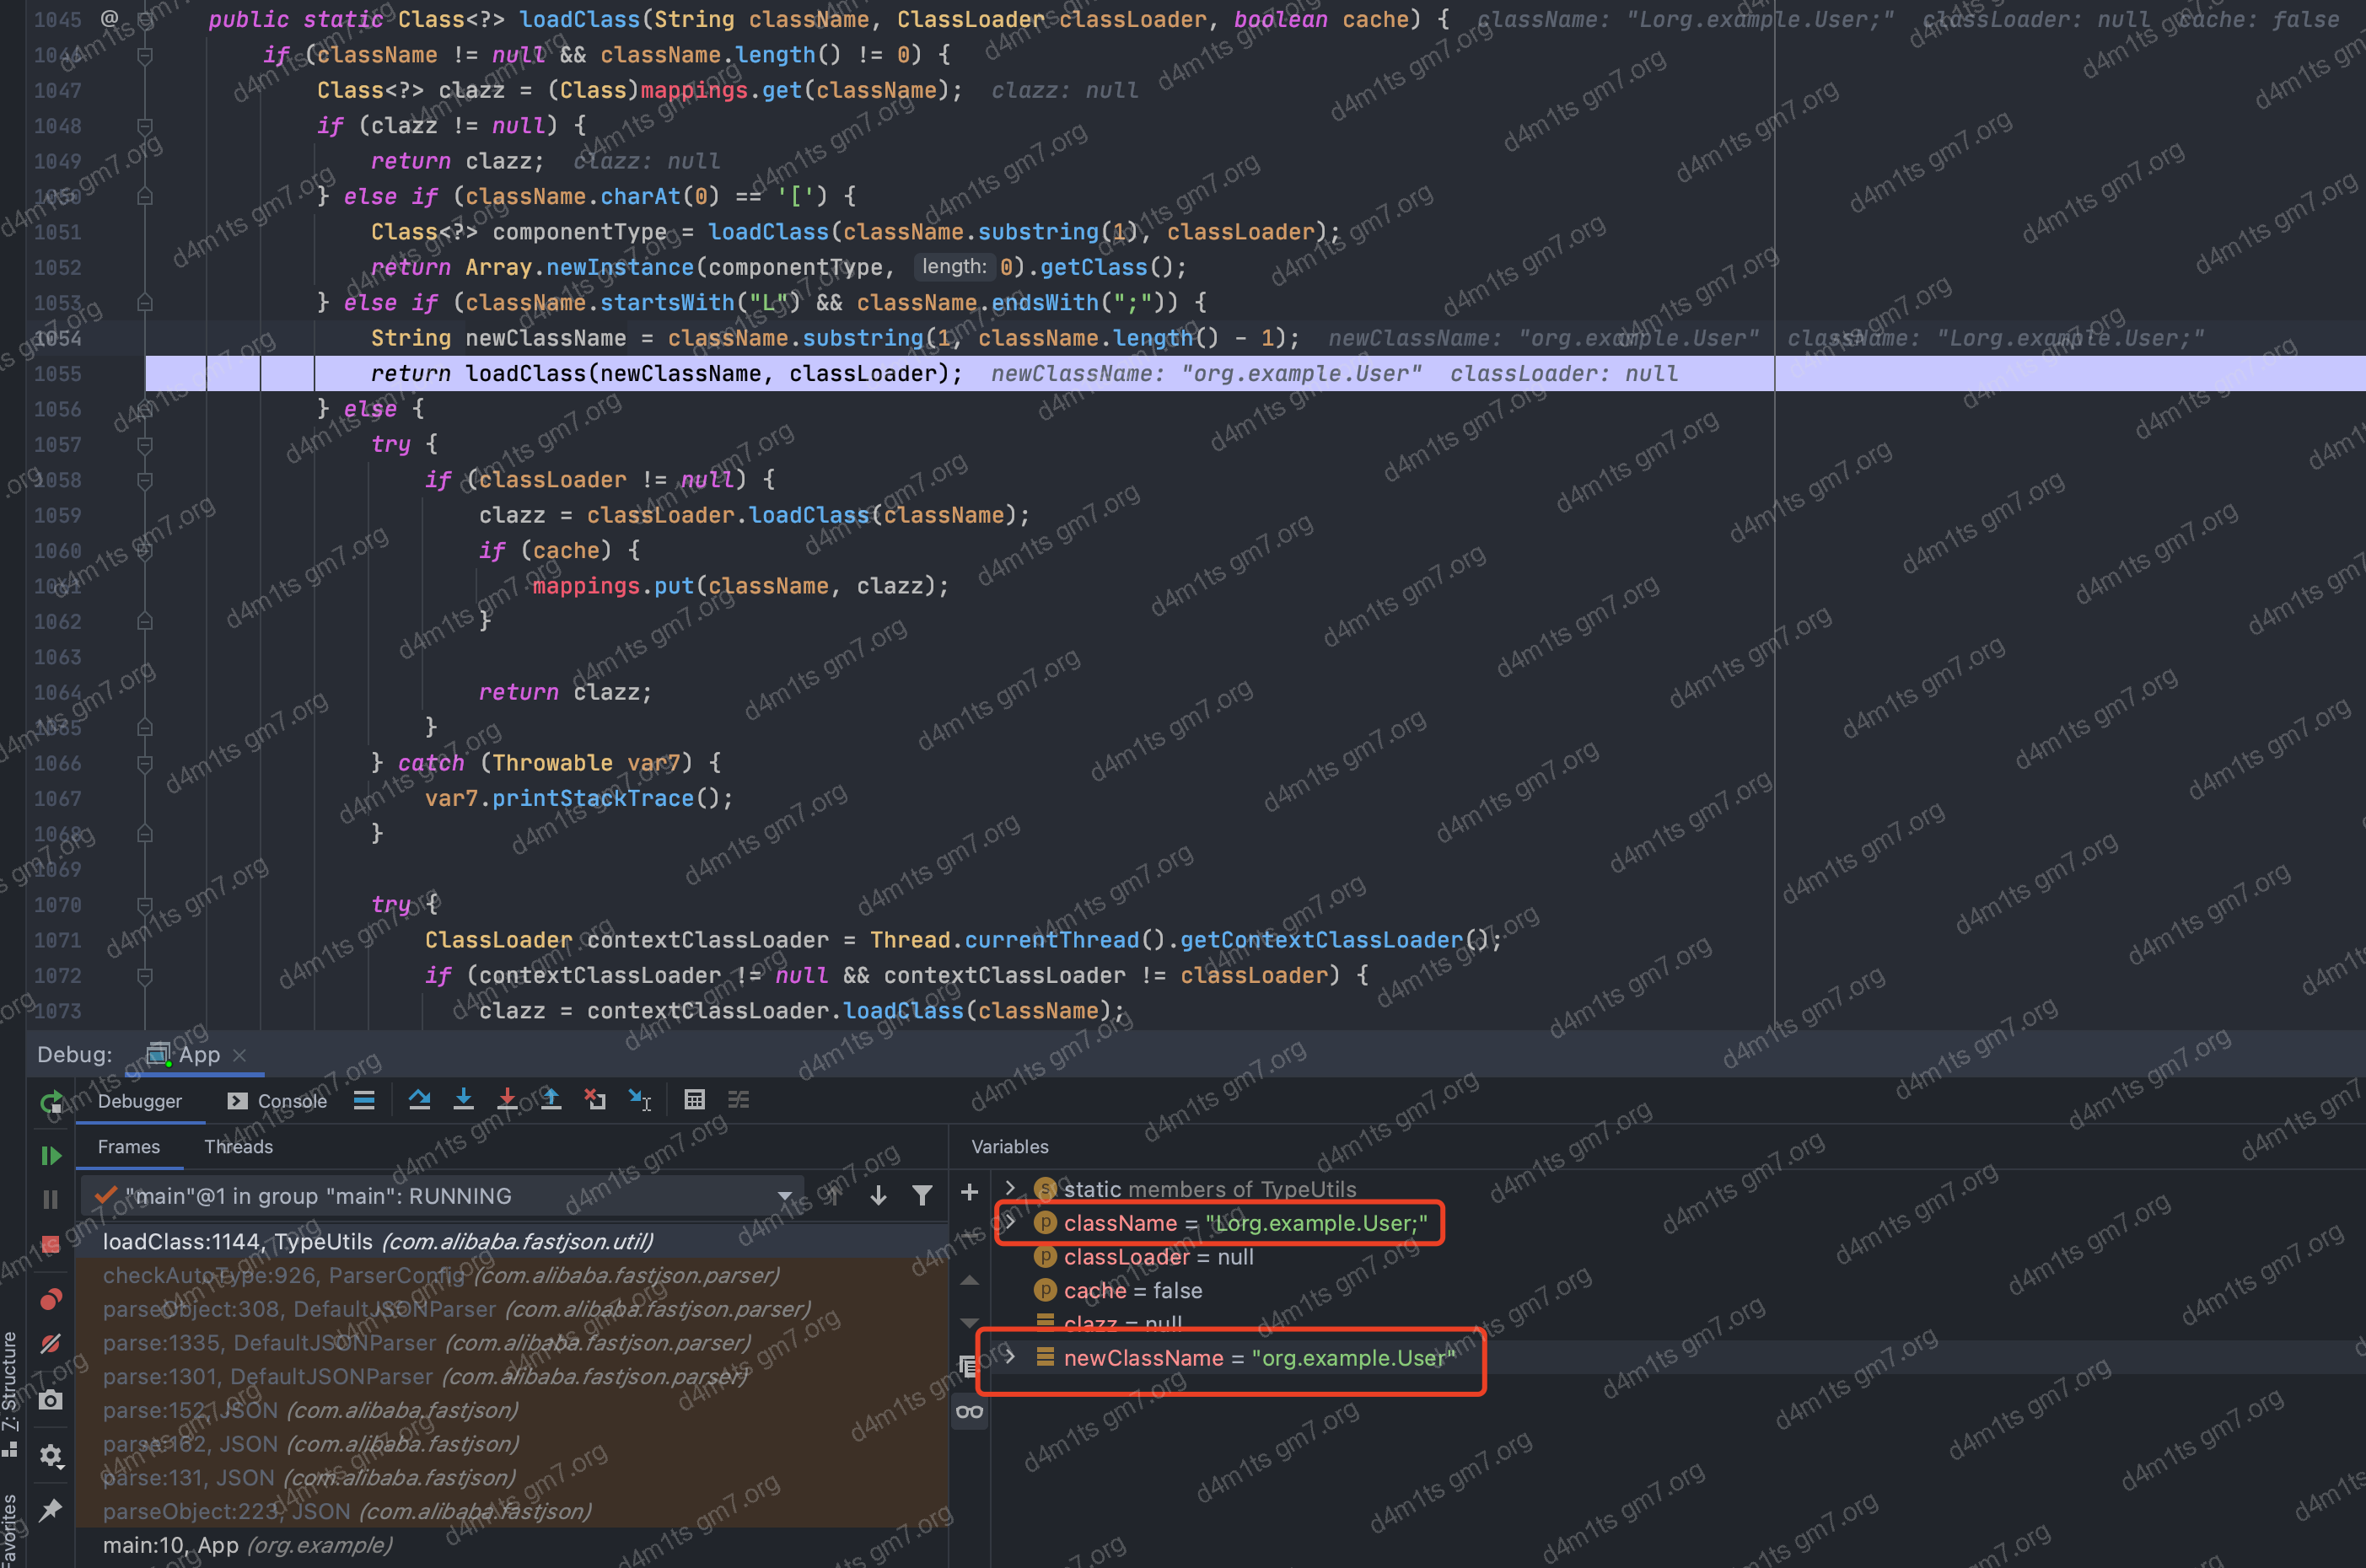 1045 @ public static Class<?> loadClass(String className, ClassLoader classLoader, boolean cache) { className: "Lorg.example.User;" classLoader: null cache: false
1046 if (className != null && className.length() != 0) {
1047 Class<?> clazz = (Class)mappings.get(className); clazz: null
1048 if (clazz != null) {
1049 return clazz; clazz: null
1050 } else if (className.charAt(0) == '[') {
1051 Class<?> componentType = loadClass(className.substring(1), classLoader);
1052 return Array.newInstance(componentType, length: 0).getClass();
1053 } else if (className.startsWith("L") && className.endsWith(";")) {
1054 String newClassName = className.substring(1, className.length() - 1); newClassName: "org.example.User" className: "Lorg.example.User;"
1055 return loadClass(newClassName, classLoader); newClassName: "org.example.User" classLoader: null
1056 } else {
1057 try {
1058 if (classLoader != null) {
1059 clazz = classLoader.loadClass(className);
1060 if (cache) {
1061 mappings.put(className, clazz);
1062 }
1063
1064 return clazz;
1065 }
1066 } catch (Throwable var7) {
1067 var7.printStackTrace();
1068 }
1069
1070 try {
1071 ClassLoader contextClassLoader = Thread.currentThread().getContextClassLoader();
1072 if (contextClassLoader != null && contextClassLoader != classLoader) {
1073 clazz = contextClassLoader.loadClass(className);
Debug: App
Debugger Console
Frames Threads
"main"@1 in group "main": RUNNING
loadClass:1144, TypeUtils (com.alibaba.fastjson.util)
checkAutoType:926, ParserConfig (com.alibaba.fastjson.parser)
parseObject:308, DefaultJSONParser (com.alibaba.fastjson.parser)
parse:1335, DefaultJSONParser (com.alibaba.fastjson.parser)
parse:1301, DefaultJSONParser (com.alibaba.fastjson.parser)
parse:152, JSON (com.alibaba.fastjson)
parse:162, JSON (com.alibaba.fastjson)
parse:131, JSON (com.alibaba.fastjson)
parseObject:223, JSON (com.alibaba.fastjson)
main:10, App (org.example)
Variables
static members of TypeUtils
className = "Lorg.example.User;"
classLoader = null
cache = false
clazz = null
newClassName = "org.example.User"
Z: Structure
Favorites
d4m1ts gm7.org